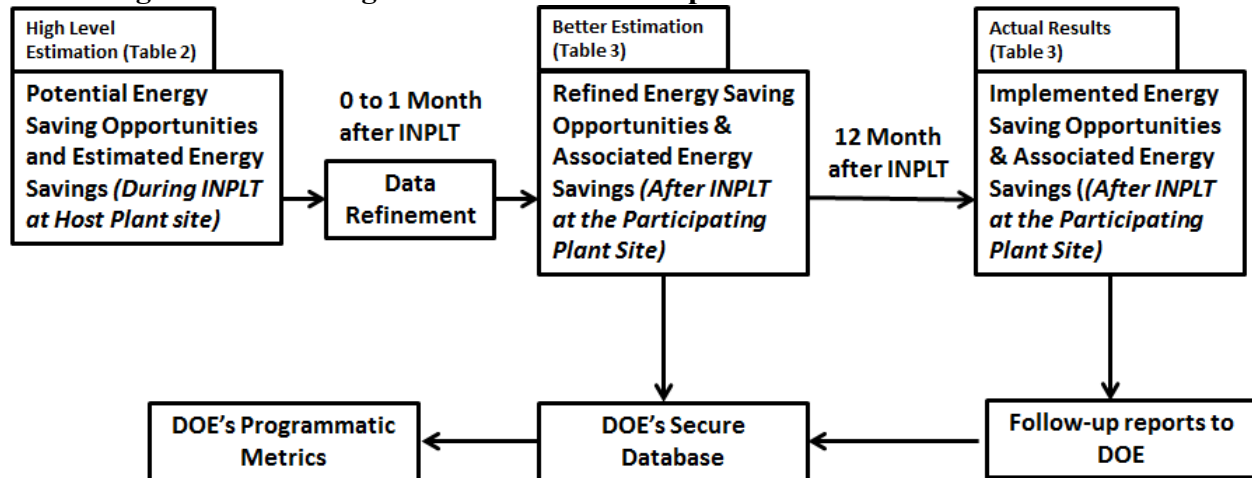 High Level
Estimation (Table 2)
Potential Energy
Saving Opportunities
and Estimated Energy
Savings (During INPLT
at Host Plant site)
0 to 1 Month
after INPLT
Data
Refinement
Better Estimation
(Table 3)
Refined Energy Saving
Opportunities &
Associated Energy
Savings (After INPLT
at the Participating
Plant Site)
12 Month
after INPLT
Actual Results
(Table 3)
Implemented Energy
Saving Opportunities
& Associated Energy
Savings ((After INPLT
at the Participating
Plant Site)
DOE's Programmatic
Metrics
DOE's Secure
Database
Follow-up reports to
DOE